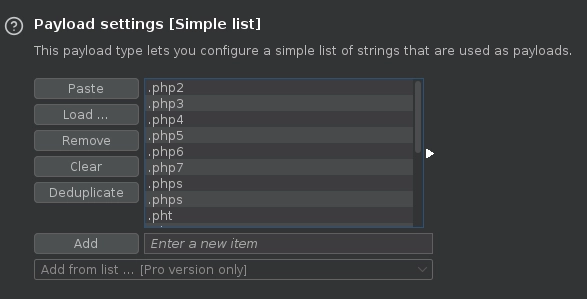 Payload settings [Simple list]
This payload type lets you configure a simple list of strings that are used as payloads.
Paste
Load ...
Remove
Clear
Deduplicate
.php2
.php3
.php4
.php5
.php6
.php7
.phps
.phps
.pht
Add
Enter a new item
Add from list ... [Pro version only]